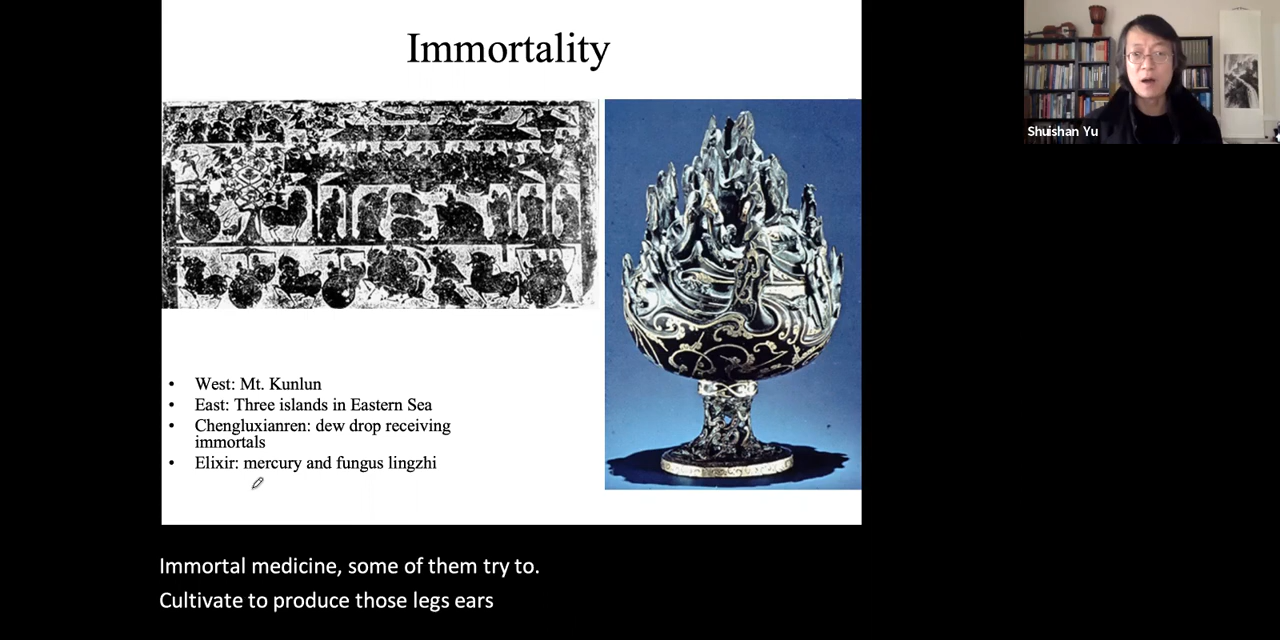 Immortality
Shuishan Yu
• West: Mt. Kunlun
• East: Three islands in Eastern Sea
• Chengluxianren: dew drop receiving
immortals
• Elixir: mercury and fungus lingzhi
Immortal medicine, some of them try to.
Cultivate to produce those legs ears